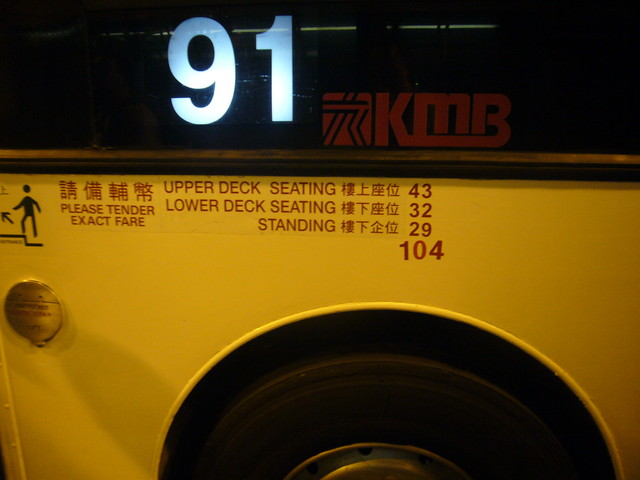 91
KMB
上
請備輔幣
PLEASE TENDER
EXACT FARE
UPPER DECK SEATING 樓上座位 43
LOWER DECK SEATING 樓下座位 32
STANDING 樓下企位 29
104